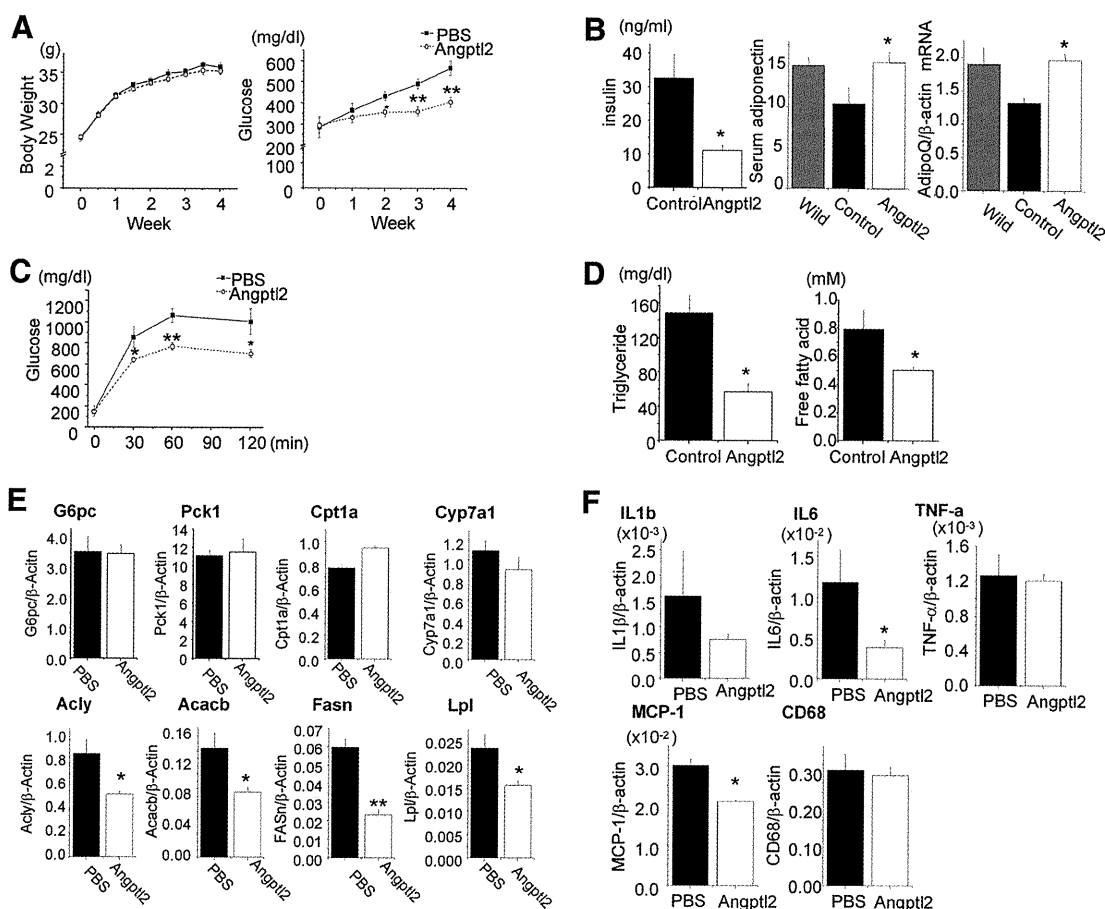 A
(g)
Body Weight
35
30
25
2
0
0 1 2 3 4
Week
(mg/dl)
PBS
Angptl2
Glucose
600
500
400
300
200
100
0
0 1 2 3 4
Week
* ** **
B
(ng/ml)
insulin
40
30
20
10
0
*
Control Angptl2
Serum adiponectin
15
10
5
0
*
Wild Control Angptl2
AdipoQ/β-actin mRNA
2.0
1.5
1.0
0.5
0.0
*
Wild Control Angptl2
C
(mg/dl)
PBS
Angptl2
Glucose
1200
1000
800
600
400
200
0
* ** *
0 30 60 90 120 (min)
D
(mg/dl)
Triglyceride
160
120
80
40
0
*
Control Angptl2
(mM)
Free fatty acid
1.0
0.8
0.6
0.4
0.2
0.0
*
Control Angptl2
E
G6pc
G6pc/β-Acitn
4.0
3.0
2.0
1.0
0.0
PBS Angptl2
Pck1
Pck1/β-Actin
14
12
10
8
6
4
2
0
PBS Angptl2
Cpt1a
Cpt1a/β-Actin
1.0
0.8
0.6
0.4
0.2
0.0
PBS Angptl2
Cyp7a1
Cyp7a1/β-Actin
1.2
1.0
0.8
0.6
0.4
0.2
0.0
PBS Angptl2
Acly
Acly/β-Actin
1.0
0.8
0.6
0.4
0.2
0.0
*
PBS Angptl2
Acacb
Acacb/β-Actin
0.16
0.12
0.08
0.04
0.00
*
PBS Angptl2
Fasn
FASn/β-Actin
0.07
0.06
0.05
0.04
0.03
0.02
0.01
0.00
**
PBS Angptl2
Lpl
Lpl/β-Actin
0.025
0.020
0.015
0.010
0.005
0.000
*
PBS Angptl2
F
IL1b
(x10-3)
IL1β/β-actin
2.5
2.0
1.5
1.0
0.5
0.0
PBS Angptl2
IL6
(x10-2)
IL6/β-actin
1.5
1.0
0.5
0.0
*
PBS Angptl2
TNF-a
(x10-3)
TNF-α/β-actin
1.6
1.2
0.8
0.4
0
PBS Angptl2
MCP-1
(x10-2)
MCP-1/β-actin
3.0
2.0
1.0
0.0
*
PBS Angptl2
CD68
CD68/β-actin
0.30
0.20
0.10
0.00
PBS Angptl2